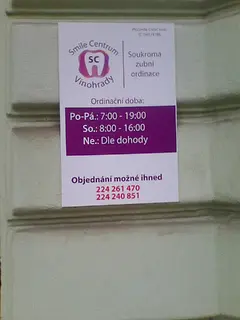 Smile Centrum
SC
Vinohrady
Soukromá
zubní
ordinace
Ordinační doba:
Po-Pá.: 7:00 - 19:00
So.: 8:00 - 16:00
Ne.: Dle dohody
Objednání možné ihned
224 261 470
224 240 851